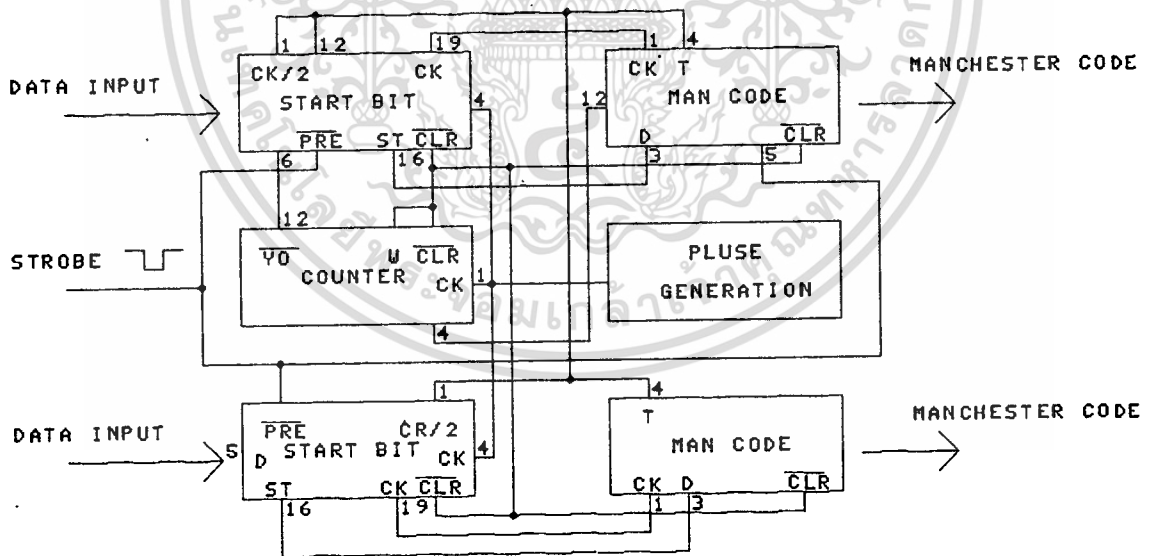 1 12 19 1 4
CK/2 CK CK T
DATA INPUT START BIT 4 12 MAN CODE MANCHESTER CODE
PRE ST CLR D CLR
6 16 3 5
12
STROBE YO W CLR PLUSE
COUNTER CK 1 GENERATION
4
1 4
PRE CR/2 T
DATA INPUT 5 D START BIT CK 4 MAN CODE MANCHESTER CODE
ST CK CLR CK D CLR
16 19 1 3